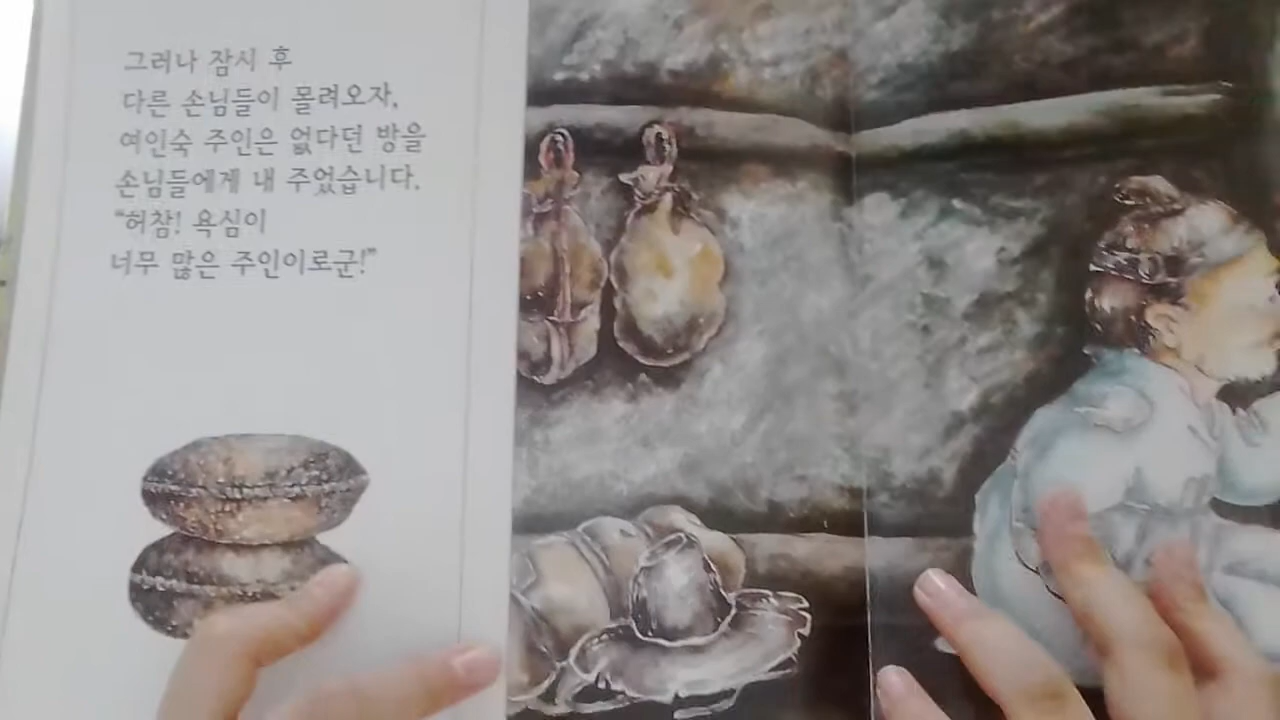 그러나 잠시 후
다른 손님들이 몰려오자,
여인숙 주인은 없다던 방을
손님들에게 내 주었습니다.
“허참! 욕심이
너무 많은 주인이로군!”